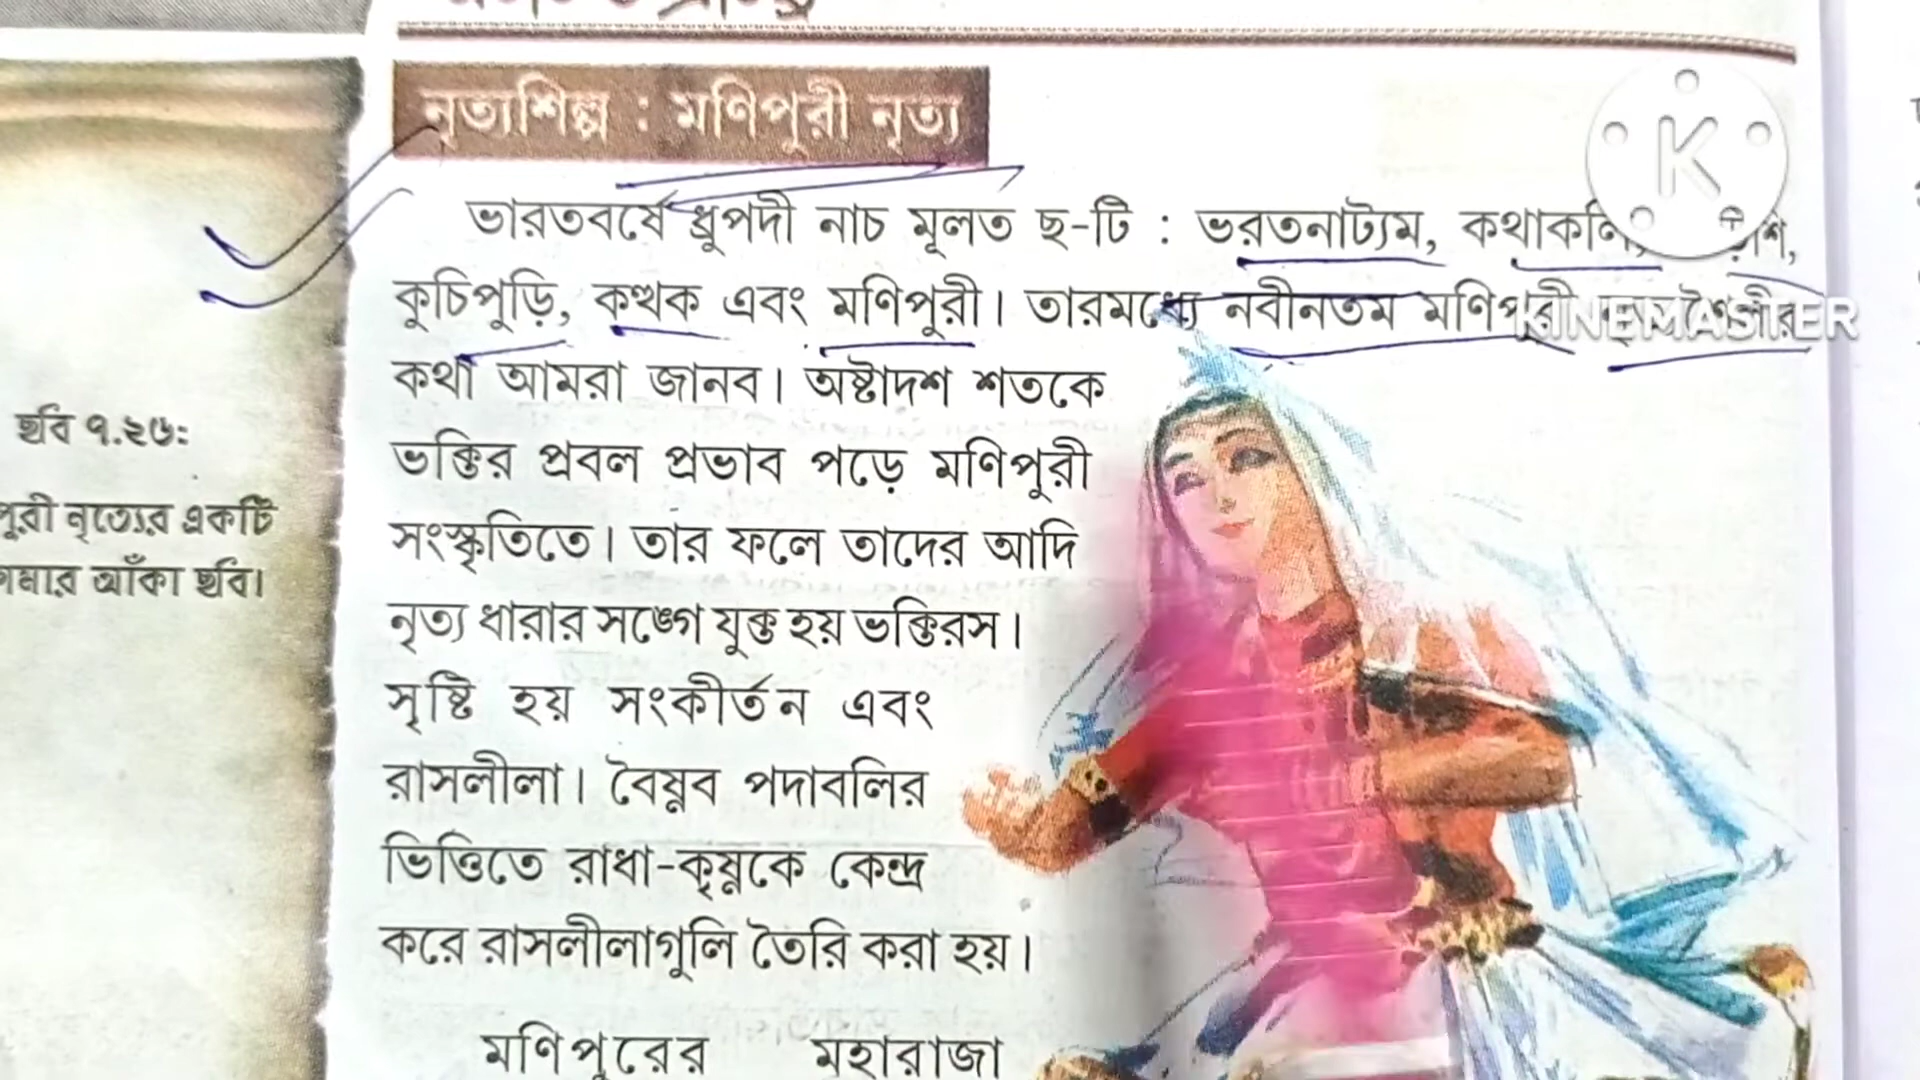 নৃত্যশিল্প : মণিপুরী নৃত্য
ভারতবর্ষে ধ্রুপদী নাচ মূলত ছ-টি : ভরতনাট্যম, কথাকলি,
কুচিপুড়ি, কত্থক এবং মণিপুরী। তারমধ্যে নবীনতম মণিপুরী
KINEMASTER
কথা আমরা জানব। অষ্টাদশ শতকে
ভক্তির প্রবল প্রভাব পড়ে মণিপুরী
সংস্কৃতিতে। তার ফলে তাদের আদি
নৃত্য ধারার সঙ্গে যুক্ত হয় ভক্তিরস।
সৃষ্টি হয় সংকীর্তন এবং
রাসলীলা। বৈষ্ণব পদাবলির
ভিত্তিতে রাধা-কৃষ্ণকে কেন্দ্র
করে রাসলীলাগুলি তৈরি করা হয়।
মণিপুরের মহারাজা
ছবি ৭.২৬:
নৃত্যের একটি
আঁকা ছবি।